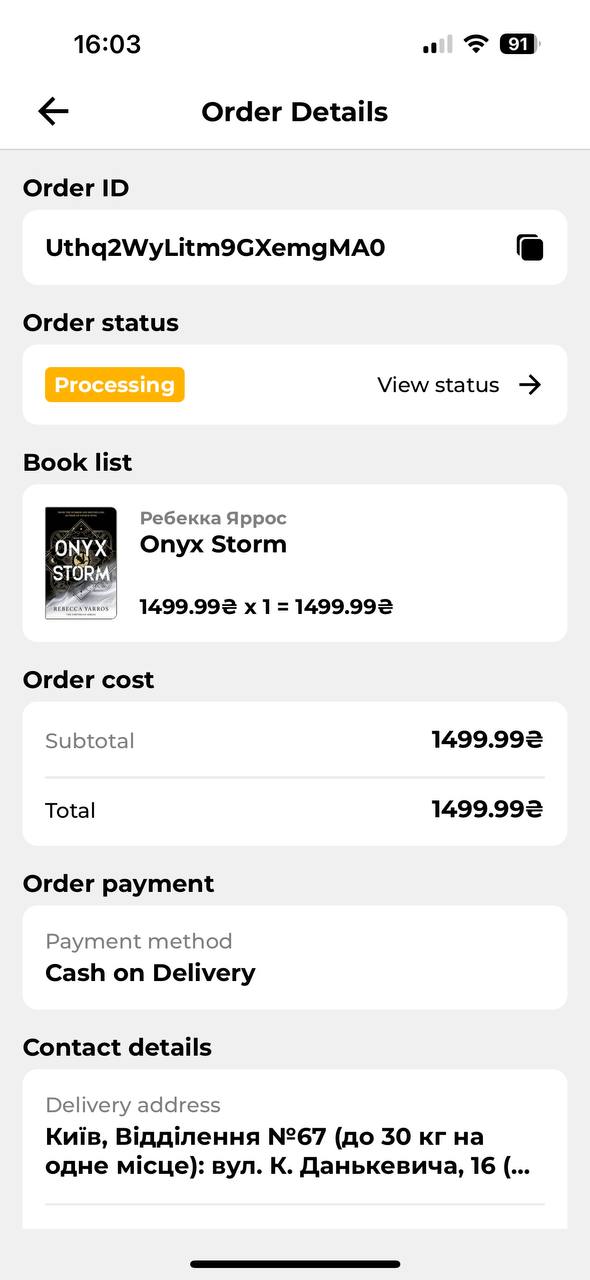 16:03
91
Order Details
Order ID
Uthq2WyLitm9GXemgMA0
Order status
Processing
View status
Book list
Ребекка Яррос
Onyx Storm
ONYX
STORM
REBECCA YARROS
1499.99₴ x 1 = 1499.99₴
Order cost
Subtotal
1499.99₴
Total
1499.99₴
Order payment
Payment method
Cash on Delivery
Contact details
Delivery address
Київ, Відділення №67 (до 30 кг на
одне місце): вул. К. Данькевича, 16 (...